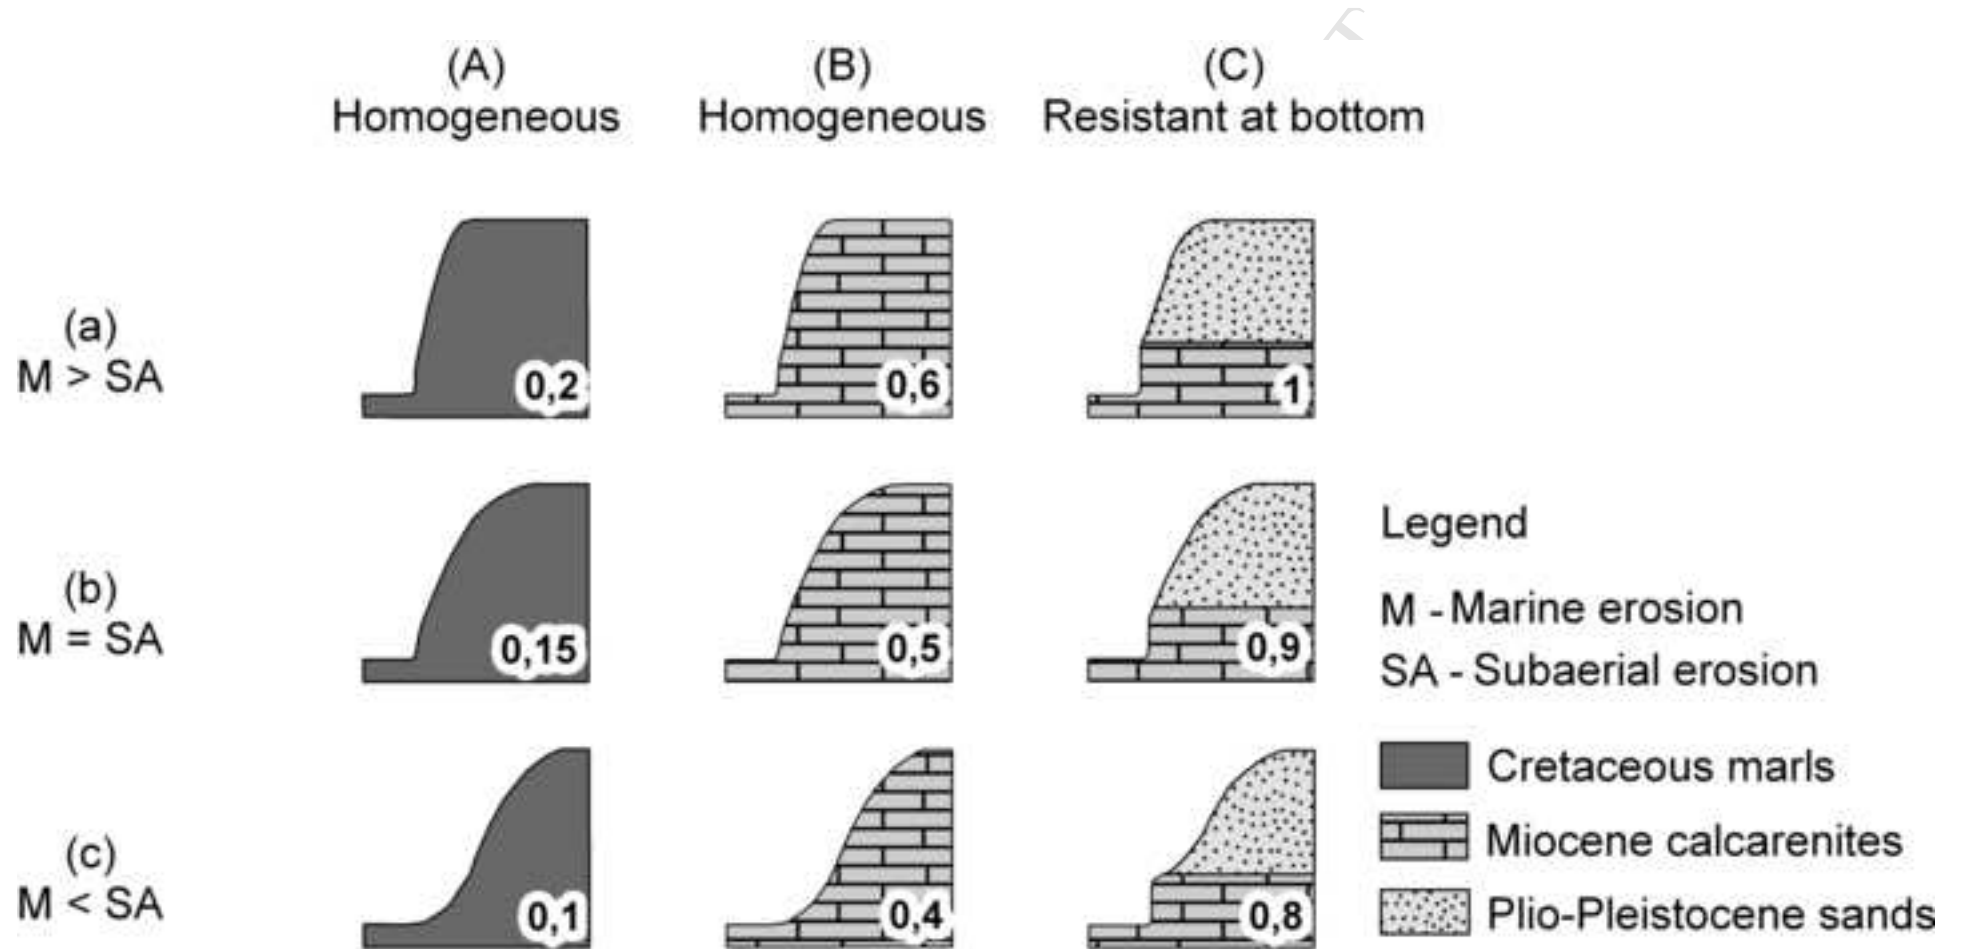 (A)
Homogeneous
(B)
Homogeneous
(C)
Resistant at bottom
(a)
M > SA
0,2
0,6
1
(b)
M = SA
0,15
0,5
0,9
(c)
M < SA
0,1
0,4
0,8
Legend
M - Marine erosion
SA - Subaerial erosion
Cretaceous marls
Miocene calcarenites
Plio-Pleistocene sands